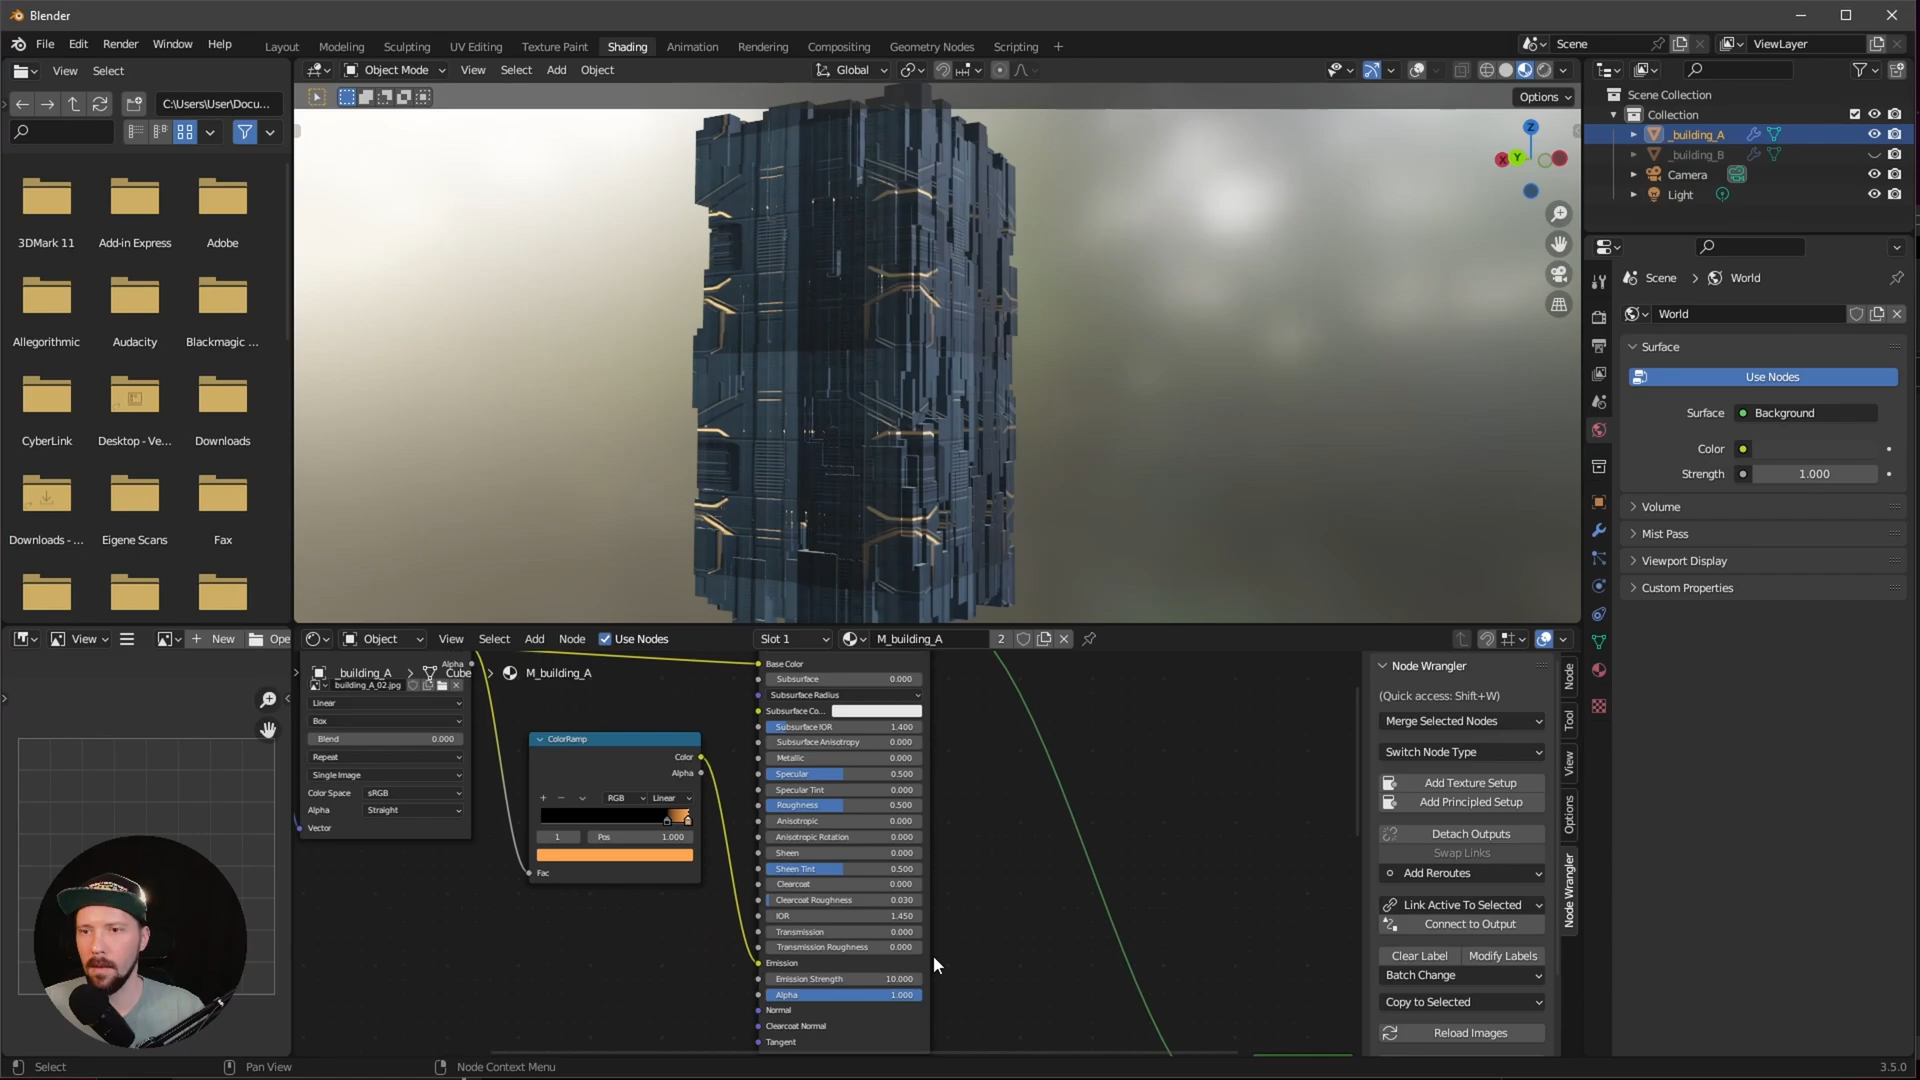 Blender
File Edit Render Window Help
Layout Modeling Sculpting UV Editing Texture Paint Shading Animation Rendering Compositing Geometry Nodes Scripting +
Scene
ViewLayer
View Select
Object Mode View Select Add Object
Global
C:\Users\User\Docu...
Options
Z
X
Y
Scene Collection
Collection
_building_A
_building_B
Camera
Light
3DMark 11
Add-in Express
Adobe
Allegorithmic
Audacity
Blackmagic ...
CyberLink
Desktop - Ve...
Downloads
Downloads - ...
Eigene Scans
Fax
Scene > World
World
Surface
Use Nodes
Surface Background
Color
Strength 1.000
Volume
Mist Pass
Viewport Display
Custom Properties
View
+ New
Ope
Object View Select Add Node Use Nodes
Slot 1
M_building_A
2
_building_A > Cube > M_building_A
Alpha
building_A_02.jpg
Linear
Box
Blend 0.000
Repeat
Single Image
Color Space sRGB
Alpha Straight
Vector
ColorRamp
Color
Alpha
+ −
RGB
Linear
1
Pos 1.000
Fac
Base Color
Subsurface 0.000
Subsurface Radius
Subsurface Co...
Subsurface IOR 1.400
Subsurface Anisotropy 0.000
Metallic 0.000
Specular 0.500
Specular Tint 0.000
Roughness 0.500
Anisotropic 0.000
Anisotropic Rotation 0.000
Sheen 0.000
Sheen Tint 0.500
Clearcoat 0.000
Clearcoat Roughness 0.030
IOR 1.450
Transmission 0.000
Transmission Roughness 0.000
Emission
Emission Strength 10.000
Alpha 1.000
Normal
Clearcoat Normal
Tangent
Node Wrangler
(Quick access: Shift+W)
Merge Selected Nodes
Switch Node Type
Add Texture Setup
Add Principled Setup
Detach Outputs
Swap Links
Add Reroutes
Link Active To Selected
Connect to Output
Clear Label
Modify Labels
Batch Change
Copy to Selected
Reload Images
Node
Tool
View
Options
Node Wrangler
Select
Pan View
Node Context Menu
3.5.0